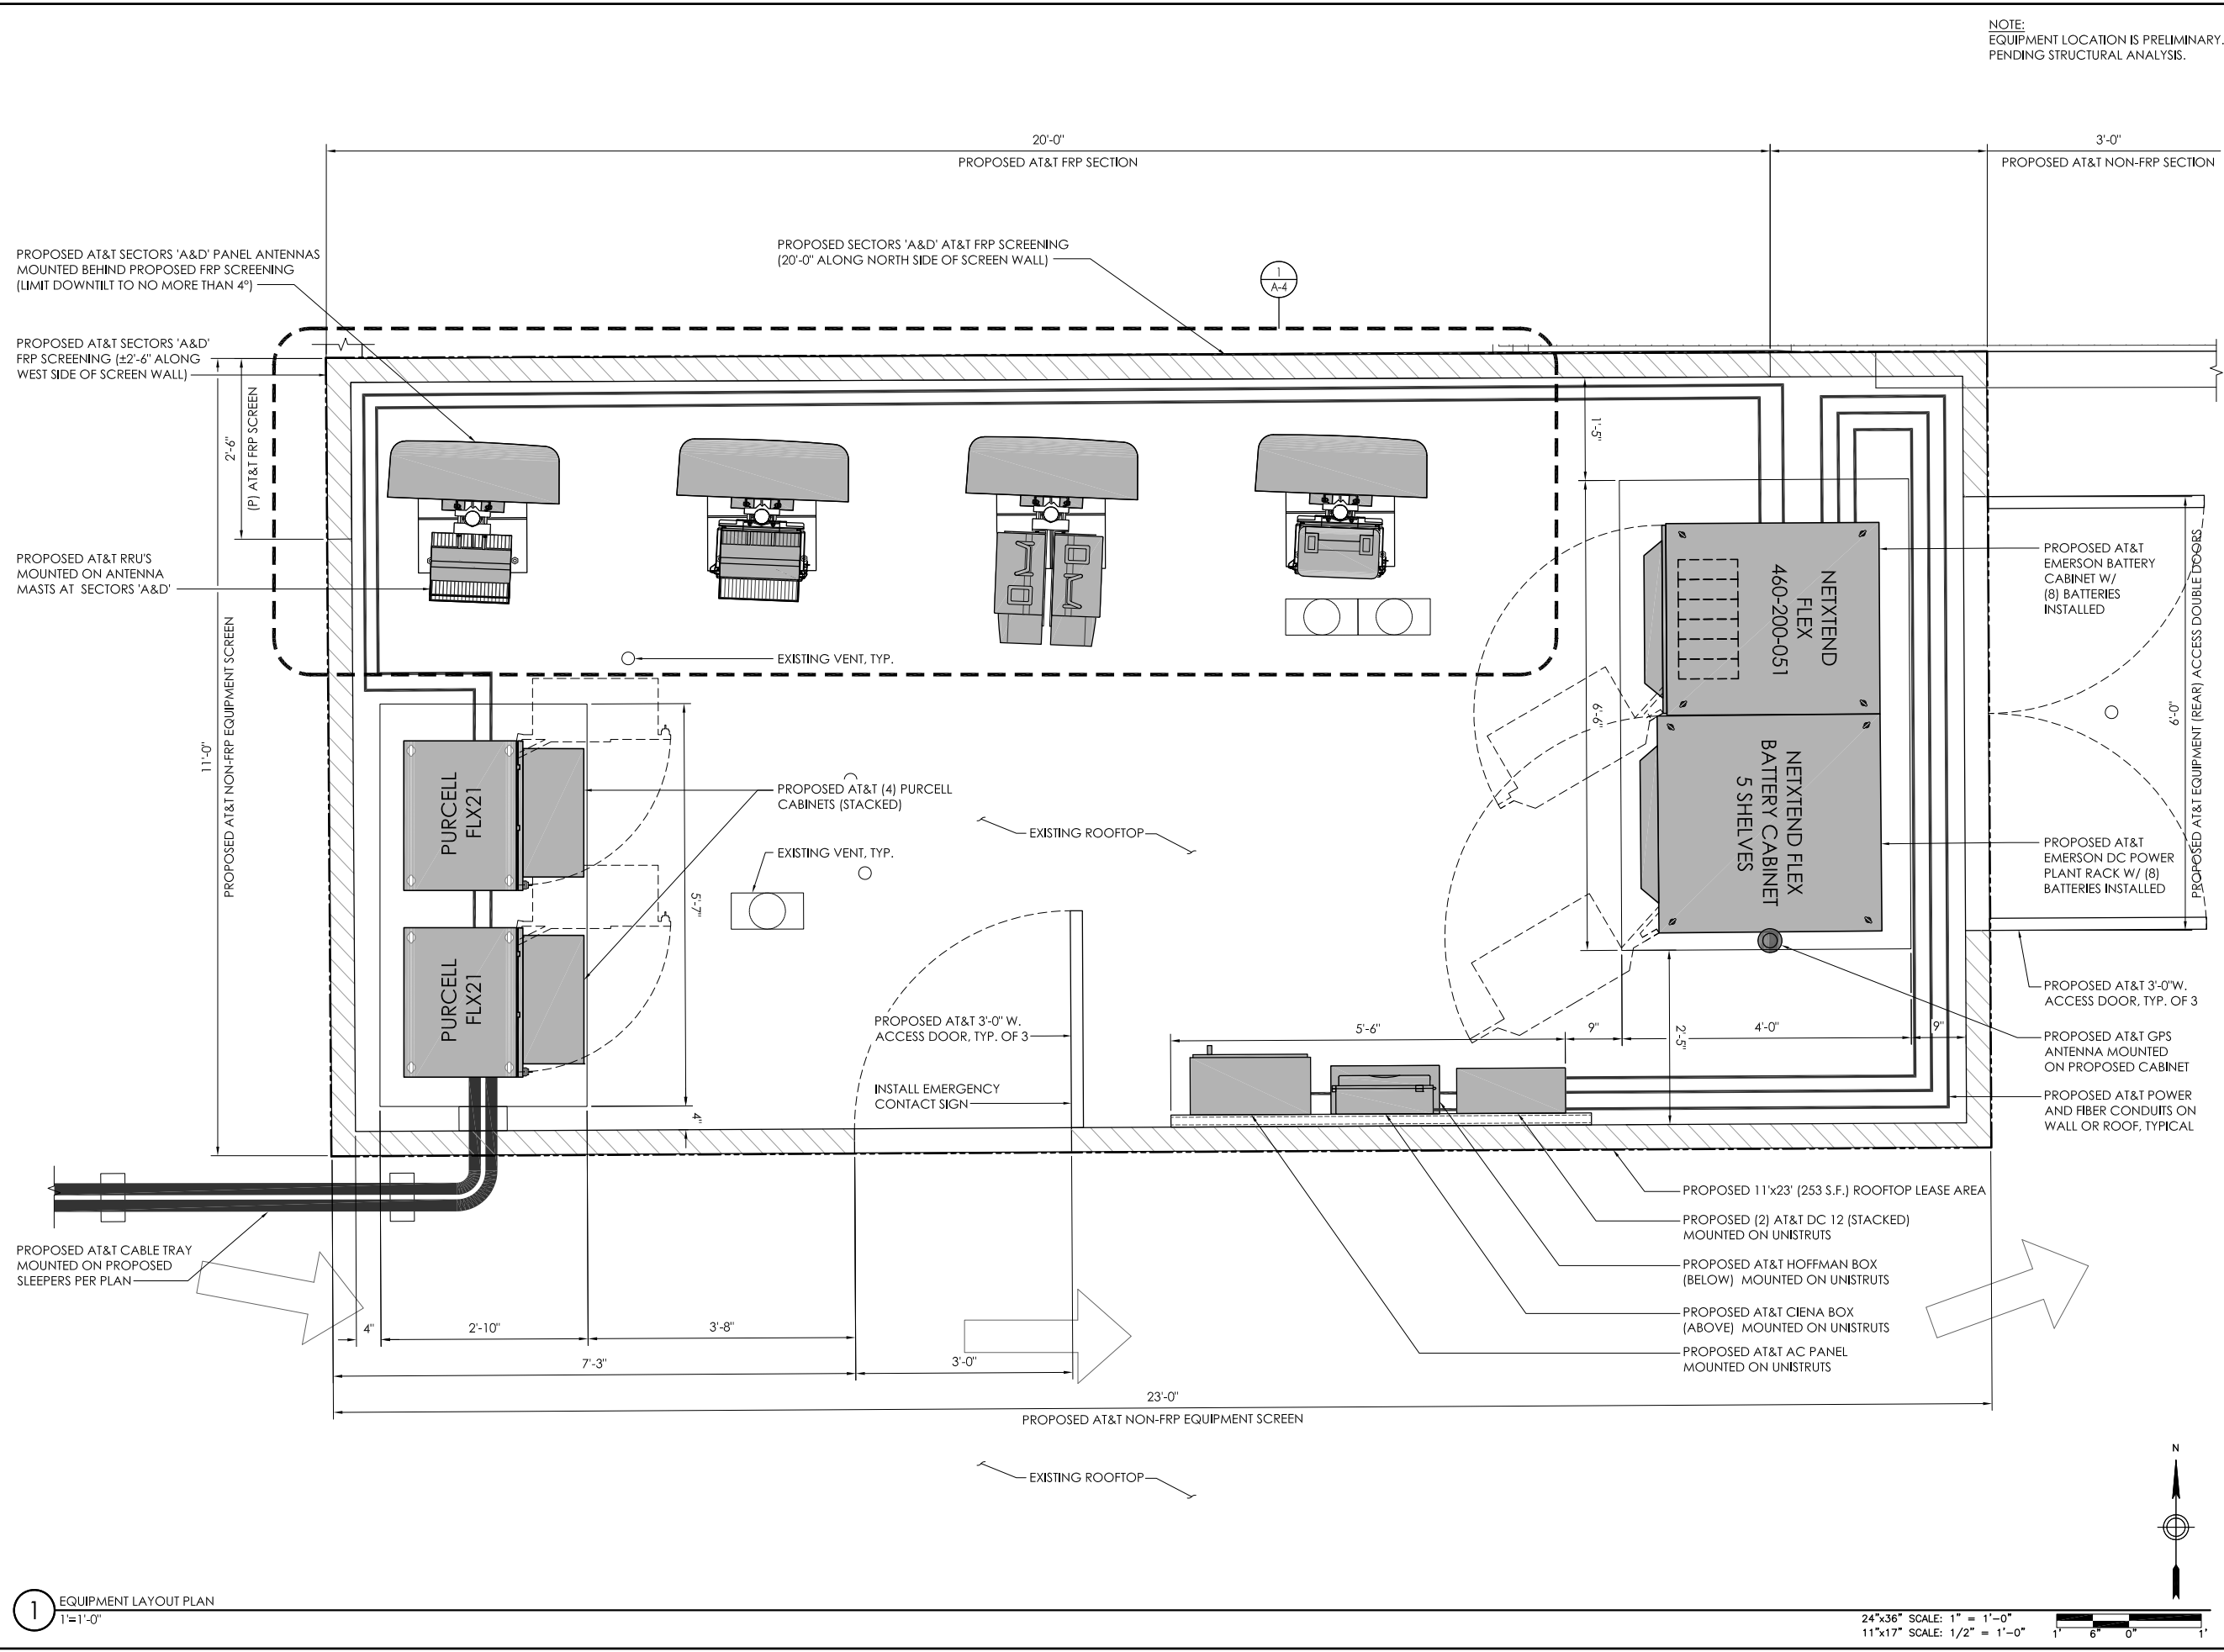 NOTE:
EQUIPMENT LOCATION IS PRELIMINARY.
PENDING STRUCTURAL ANALYSIS.
20'-0"
PROPOSED AT&T FRP SECTION
3'-0"
PROPOSED AT&T NON-FRP SECTION
PROPOSED AT&T SECTORS 'A&D' PANEL ANTENNAS
MOUNTED BEHIND PROPOSED FRP SCREENING
(LIMIT DOWNTILT TO NO MORE THAN 4°)
PROPOSED SECTORS 'A&D' AT&T FRP SCREENING
(20'-0" ALONG NORTH SIDE OF SCREEN WALL)
1
A-4
PROPOSED AT&T SECTORS 'A&D'
FRP SCREENING (±2'-6" ALONG
WEST SIDE OF SCREEN WALL)
2'-6"
(P) AT&T FRP SCREEN
1'-5"
PROPOSED AT&T RRU'S
MOUNTED ON ANTENNA
MASTS AT SECTORS 'A&D'
11'-0"
PROPOSED AT&T NON-FRP EQUIPMENT SCREEN
EXISTING VENT, TYP.
NETXTEND
FLEX
460-200-051
6'-6"
PROPOSED AT&T
EMERSON BATTERY
CABINET W/
(8) BATTERIES
INSTALLED
6'-0"
PROPOSED AT&T EQUIPMENT (REAR) ACCESS DOUBLE DOORS
PURCELL
FLX21
PROPOSED AT&T (4) PURCELL
CABINETS (STACKED)
EXISTING ROOFTOP
NETXTEND FLEX
BATTERY CABINET
5 SHELVES
EXISTING VENT, TYP.
5'-7"
PROPOSED AT&T
EMERSON DC POWER
PLANT RACK W/ (8)
BATTERIES INSTALLED
PURCELL
FLX21
PROPOSED AT&T 3'-0" W.
ACCESS DOOR, TYP. OF 3
5'-6"
9"
2'-5"
4'-0"
9"
PROPOSED AT&T 3'-0"W.
ACCESS DOOR, TYP. OF 3
PROPOSED AT&T GPS
ANTENNA MOUNTED
ON PROPOSED CABINET
INSTALL EMERGENCY
CONTACT SIGN
4"
PROPOSED AT&T POWER
AND FIBER CONDUITS ON
WALL OR ROOF, TYPICAL
PROPOSED 11'x23' (253 S.F.) ROOFTOP LEASE AREA
PROPOSED (2) AT&T DC 12 (STACKED)
MOUNTED ON UNISTRUTS
PROPOSED AT&T HOFFMAN BOX
(BELOW) MOUNTED ON UNISTRUTS
PROPOSED AT&T CIENA BOX
(ABOVE) MOUNTED ON UNISTRUTS
PROPOSED AT&T AC PANEL
MOUNTED ON UNISTRUTS
PROPOSED AT&T CABLE TRAY
MOUNTED ON PROPOSED
SLEEPERS PER PLAN
4"
2'-10"
3'-8"
7'-3"
3'-0"
23'-0"
PROPOSED AT&T NON-FRP EQUIPMENT SCREEN
EXISTING ROOFTOP
N
1
EQUIPMENT LAYOUT PLAN
1'=1'-0"
24"x36" SCALE: 1" = 1'-0"
11"x17" SCALE: 1/2" = 1'-0"
1' 6" 0" 1'